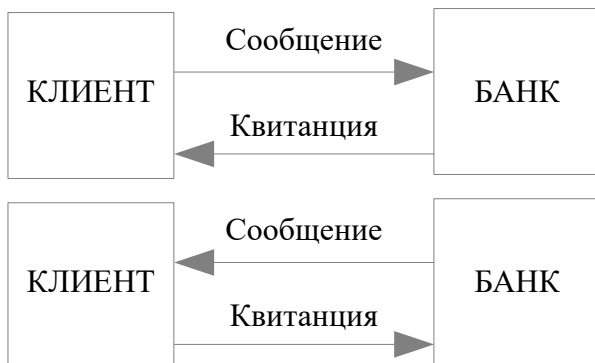 Сообщение
КЛИЕНТ
БАНК
Квитанция
Сообщение
КЛИЕНТ
БАНК
Квитанция